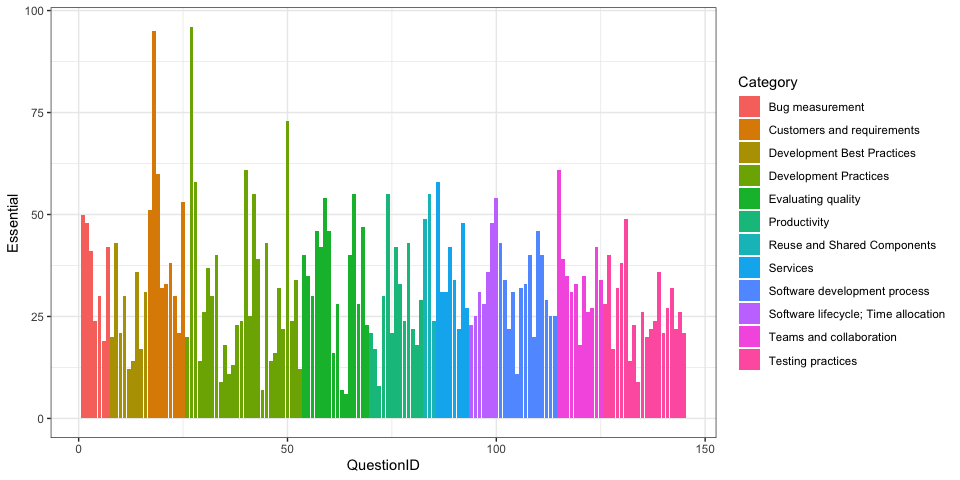 100
75
50
25
0
Essential
0
50
100
150
QuestionID
Category
Bug measurement
Customers and requirements
Development Best Practices
Development Practices
Evaluating quality
Productivity
Reuse and Shared Components
Services
Software development process
Software lifecycle; Time allocation
Teams and collaboration
Testing practices